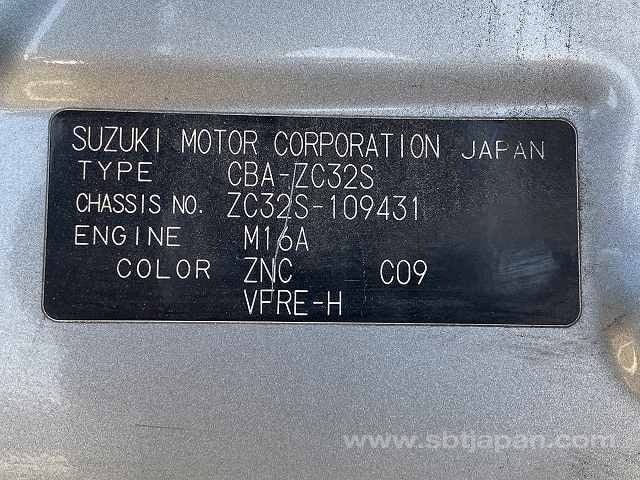 SUZUKI MOTOR CORPORATION JAPAN
TYPE CBA-ZC32S
CHASSIS NO. ZC32S-109431
ENGINE M16A
COLOR ZNC C09
VFRE-H
www.sbtjapan.com